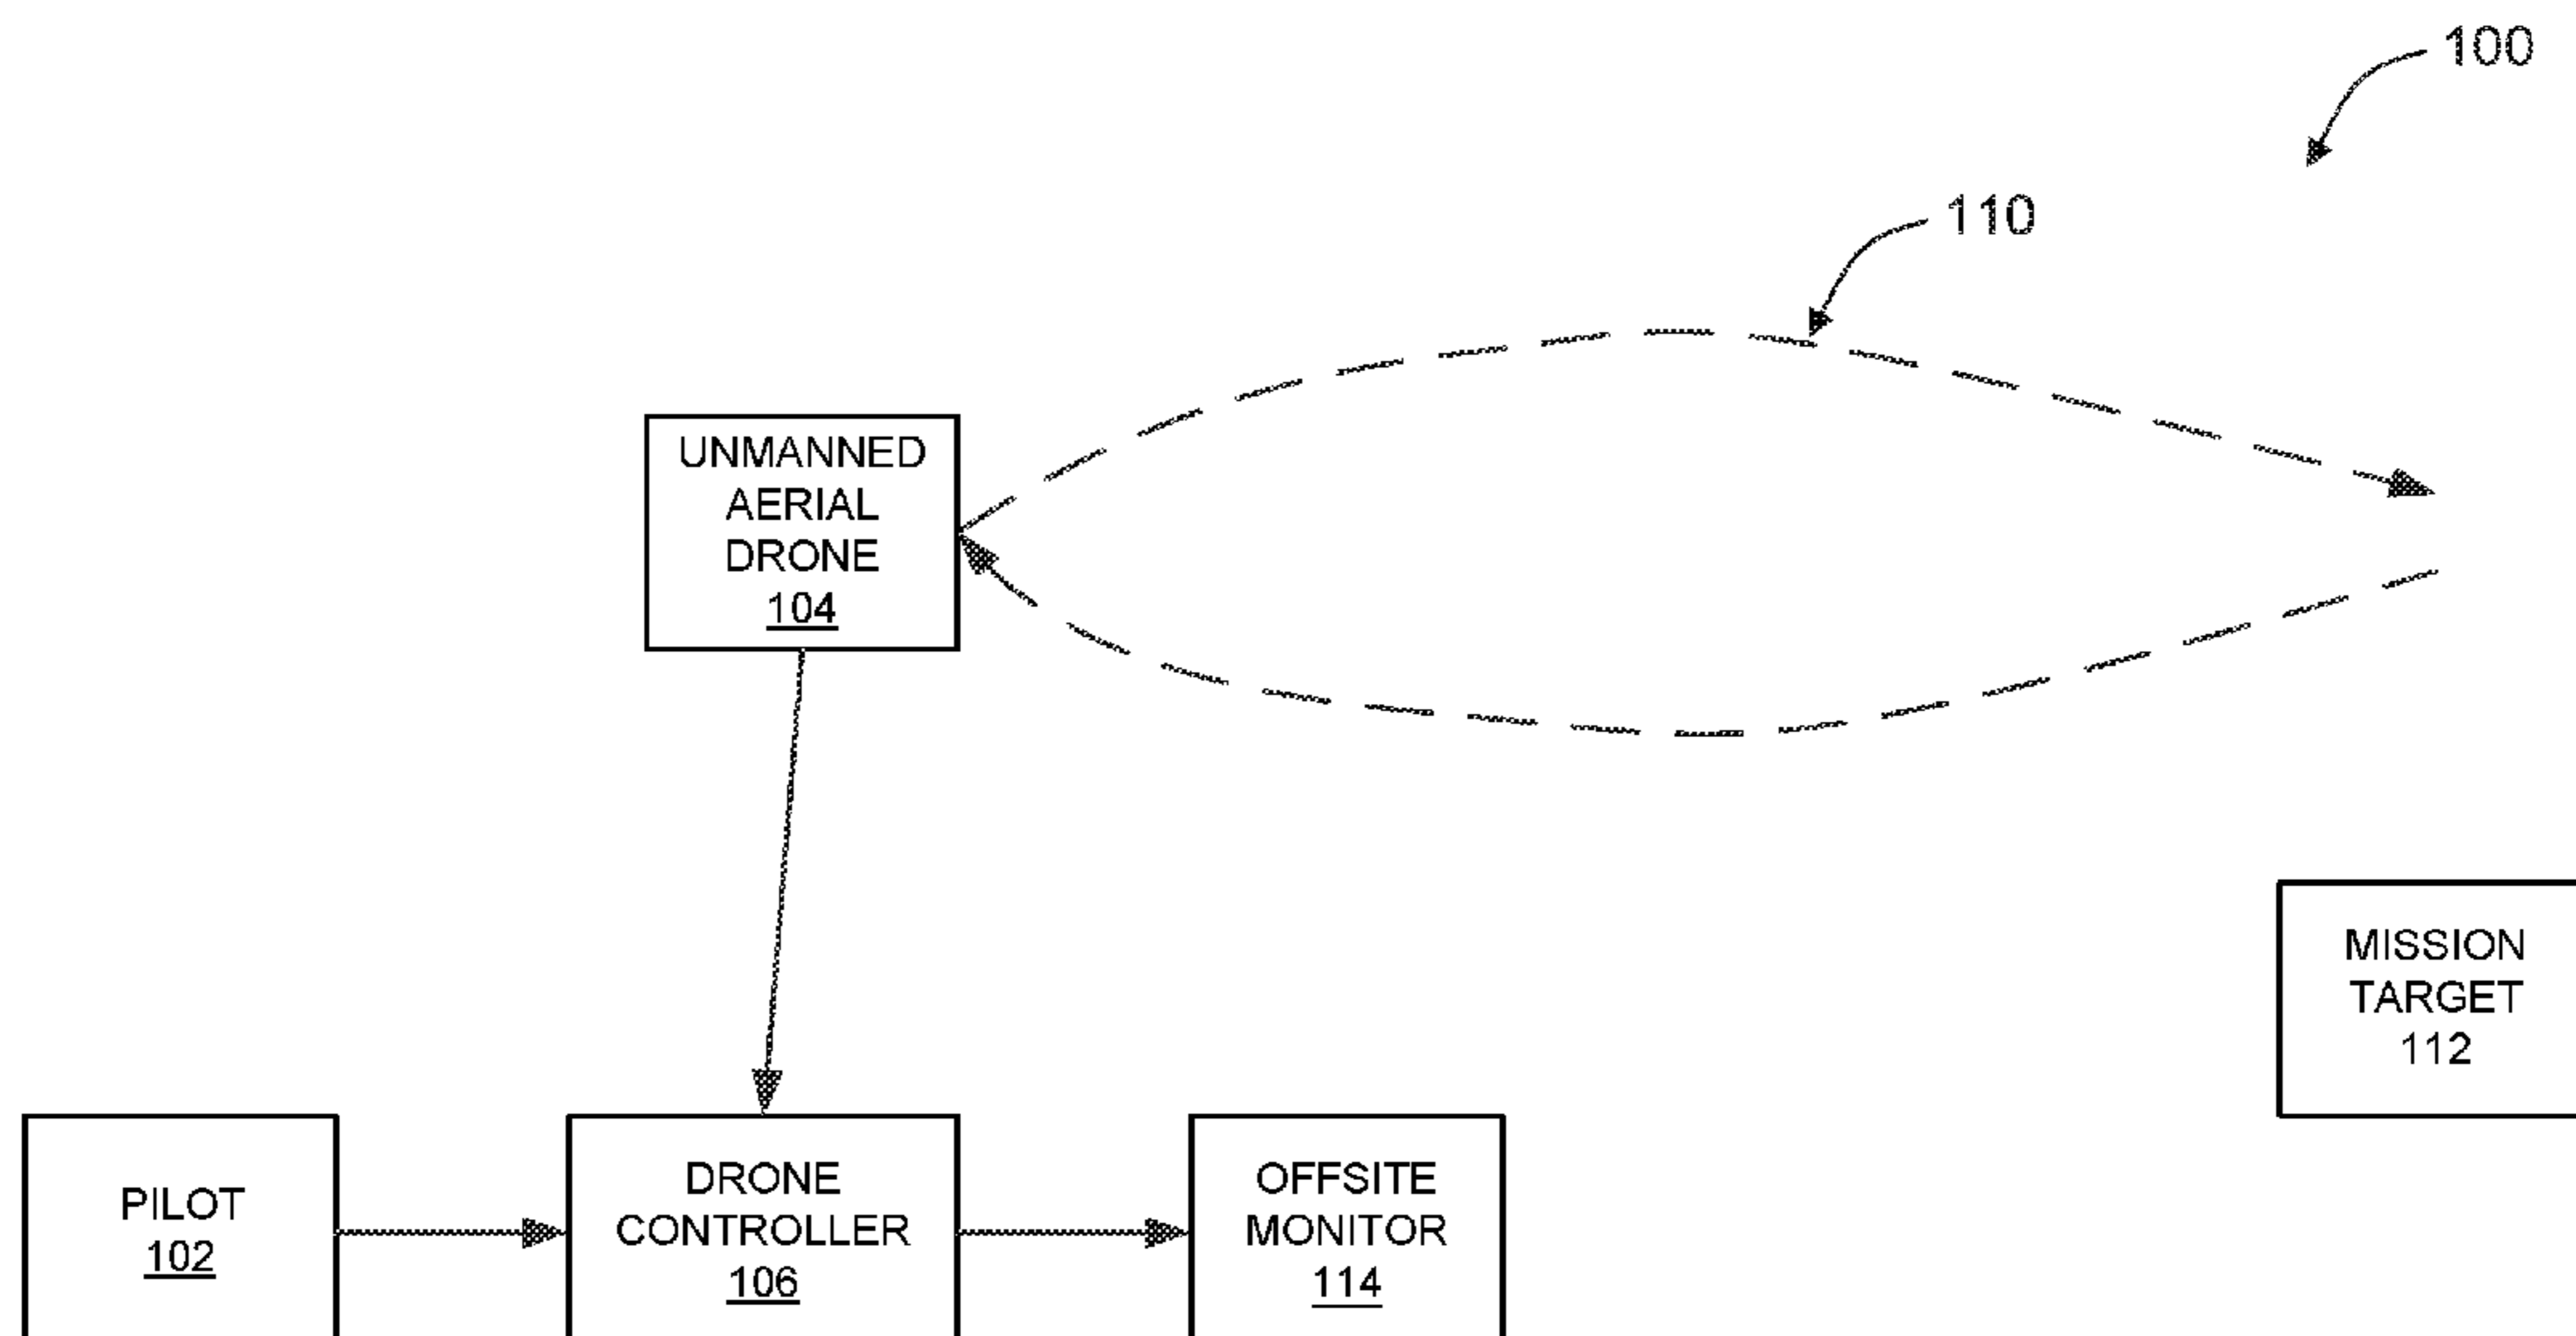 100
110
UNMANNED
AERIAL
DRONE
104
MISSION
TARGET
112
PILOT
102
DRONE
CONTROLLER
106
OFFSITE
MONITOR
114